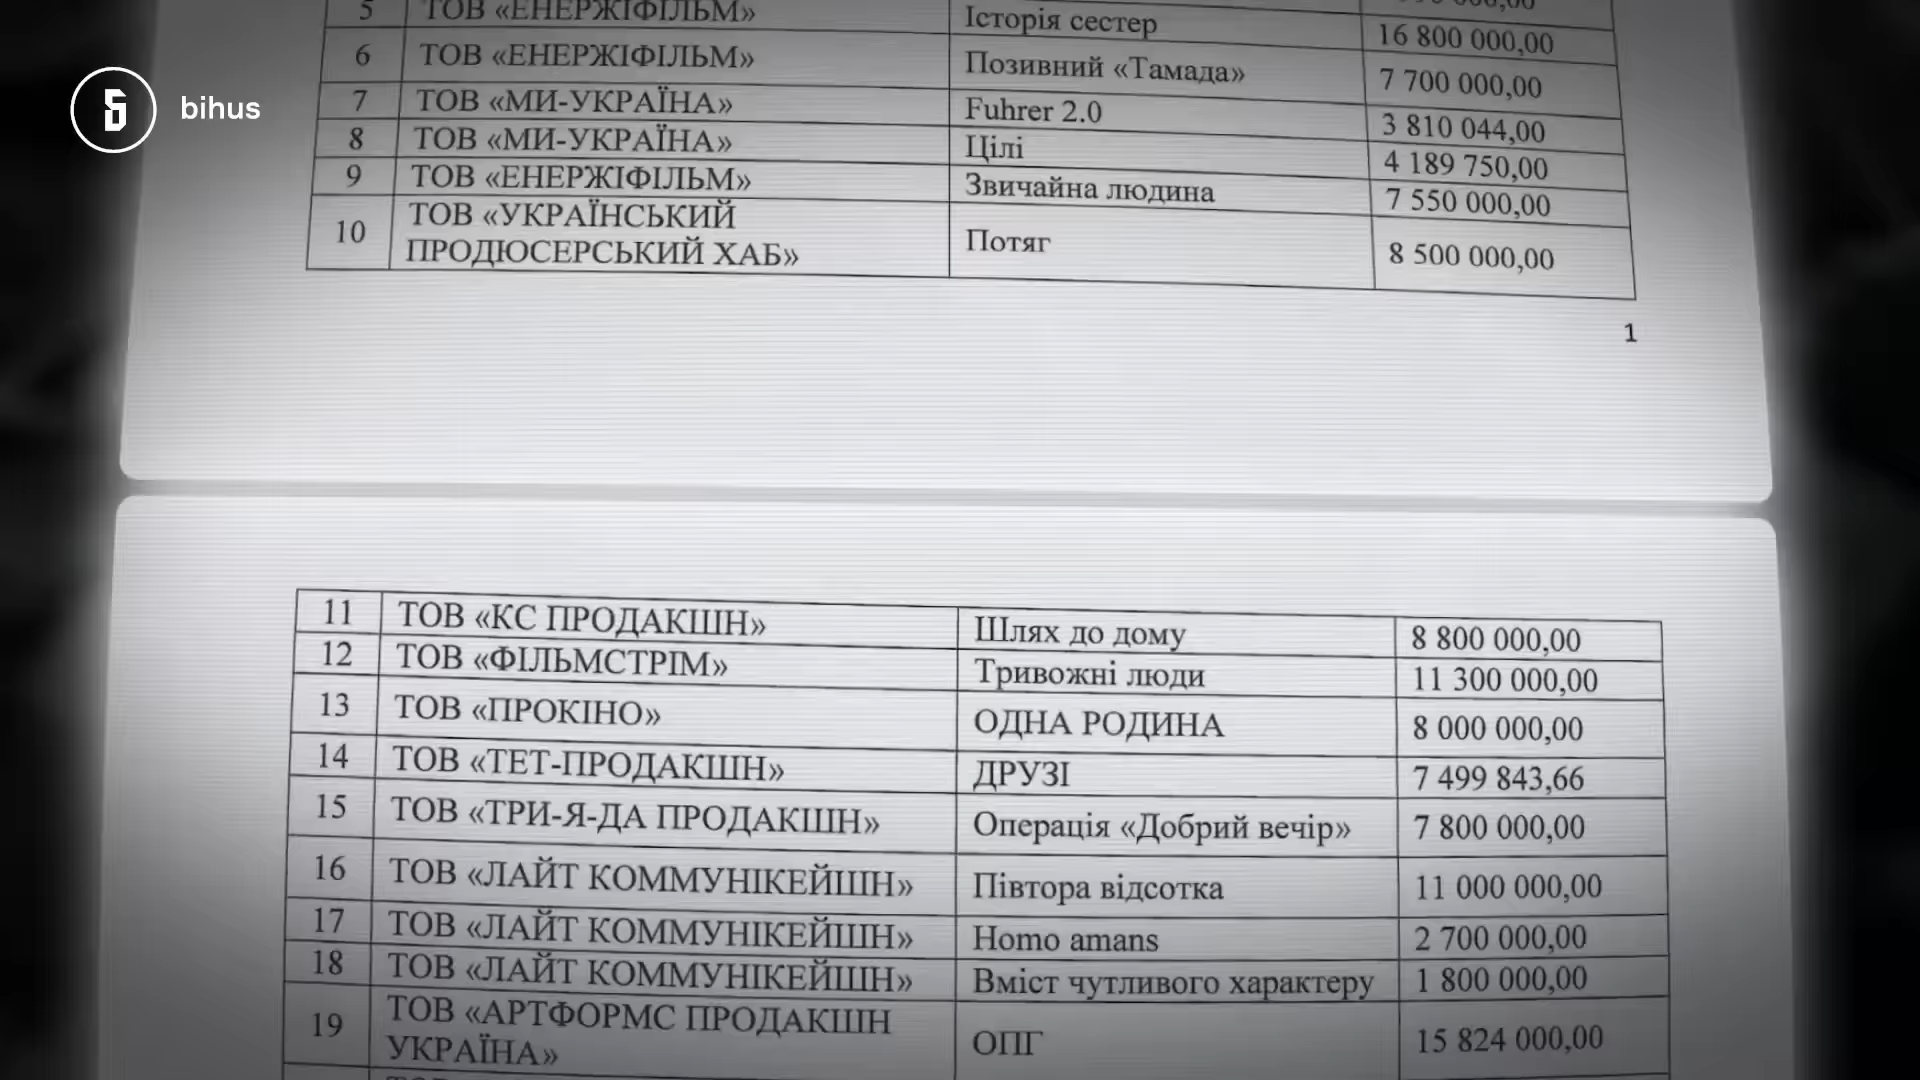 bihus
5 ТОВ «ЕНЕРЖІФІЛЬМ» Історія сестер 16 800 000,00
6 ТОВ «ЕНЕРЖІФІЛЬМ» Позивний «Тамада» 7 700 000,00
7 ТОВ «МИ-УКРАЇНА» Fuhrer 2.0 3 810 044,00
8 ТОВ «МИ-УКРАЇНА» Цілі 4 189 750,00
9 ТОВ «ЕНЕРЖІФІЛЬМ» Звичайна людина 7 550 000,00
10 ТОВ «УКРАЇНСЬКИЙ
ПРОДЮСЕРСЬКИЙ ХАБ» Потяг 8 500 000,00
1
11 ТОВ «КС ПРОДАКШН» Шлях до дому 8 800 000,00
12 ТОВ «ФІЛЬМСТРІМ» Тривожні люди 11 300 000,00
13 ТОВ «ПРОКІНО» ОДНА РОДИНА 8 000 000,00
14 ТОВ «ТЕТ-ПРОДАКШН» ДРУЗІ 7 499 843,66
15 ТОВ «ТРИ-Я-ДА ПРОДАКШН» Операція «Добрий вечір» 7 800 000,00
16 ТОВ «ЛАЙТ КОММУНІКЕЙШН» Півтора відсотка 11 000 000,00
17 ТОВ «ЛАЙТ КОММУНІКЕЙШН» Homo amans 2 700 000,00
18 ТОВ «ЛАЙТ КОММУНІКЕЙШН» Вміст чутливого характеру 1 800 000,00
19 ТОВ «АРТФОРМС ПРОДАКШН
УКРАЇНА» ОПГ 15 824 000,00